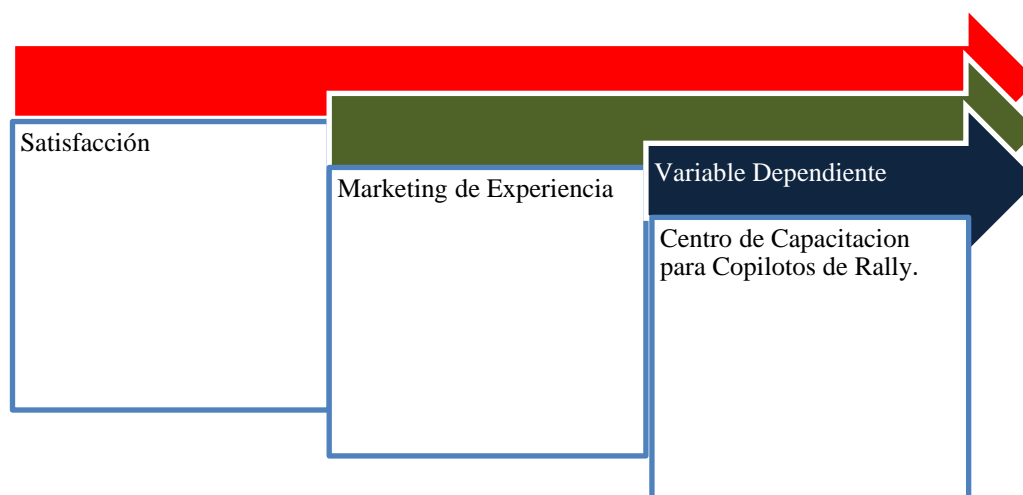 Satisfacción
Marketing de Experiencia
Variable Dependiente
Centro de Capacitacion
para Copilotos de Rally.